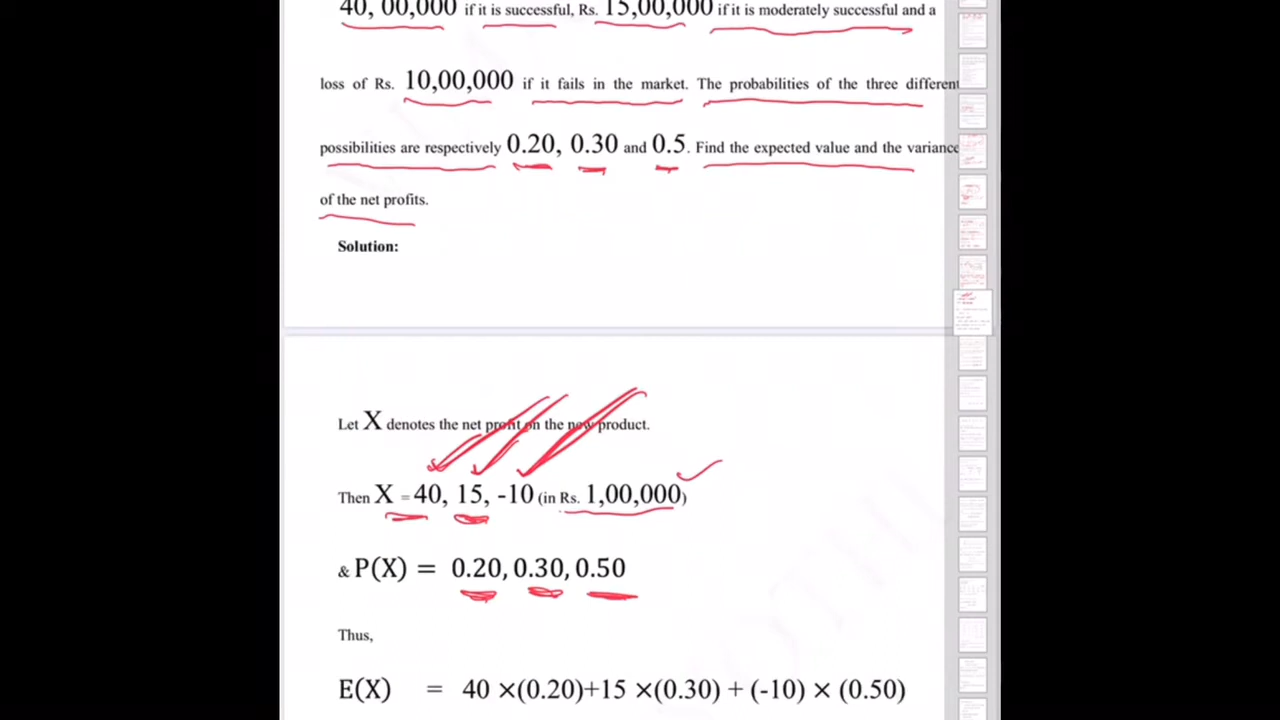 40, 00,000 if it is successful, Rs. 15,00,000 if it is moderately successful and a
loss of Rs. 10,00,000 if it fails in the market. The probabilities of the three different
possibilities are respectively 0.20, 0.30 and 0.5. Find the expected value and the variance
of the net profits.
Solution:
Let X denotes the net profit on the new product.
Then X = 40, 15, -10 (in Rs. 1,00,000)
& P(X) = 0.20, 0.30, 0.50
Thus,
E(X) = 40 ×(0.20)+15 ×(0.30) + (-10) × (0.50)